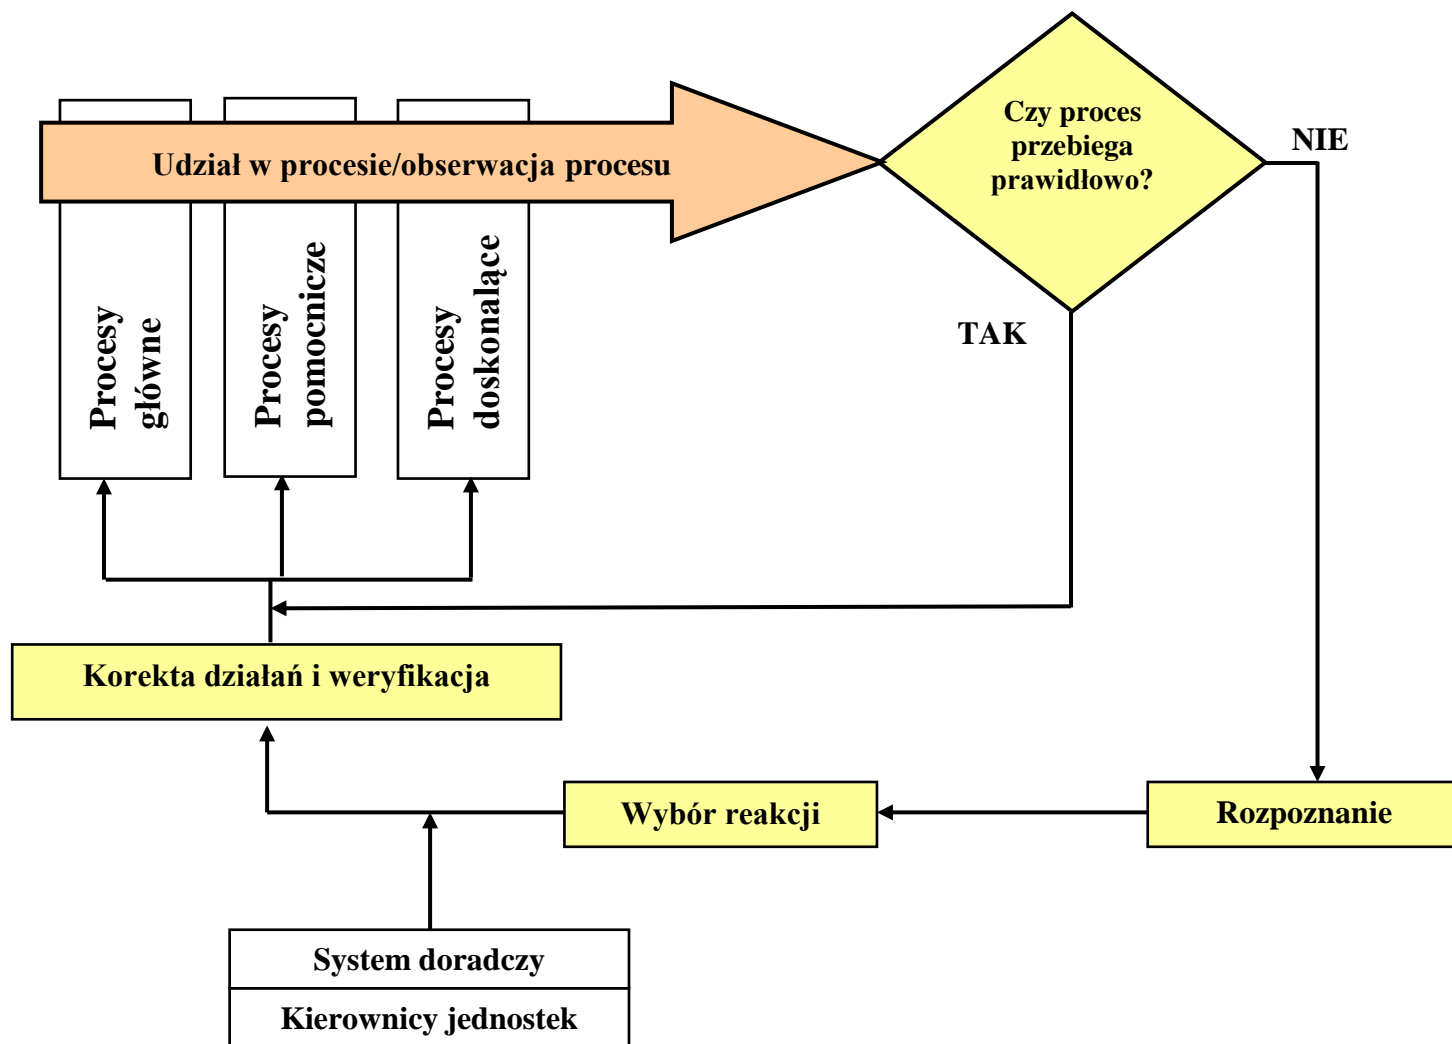 Udział w procesie/obserwacja procesu
Czy proces
przebiega
prawidłowo?
NIE
TAK
Procesy
główne
Procesy
pomocnicze
Procesy
doskonalące
Korekta działań i weryfikacja
Wybór reakcji
Rozpoznanie
System doradczy
Kierownicy jednostek